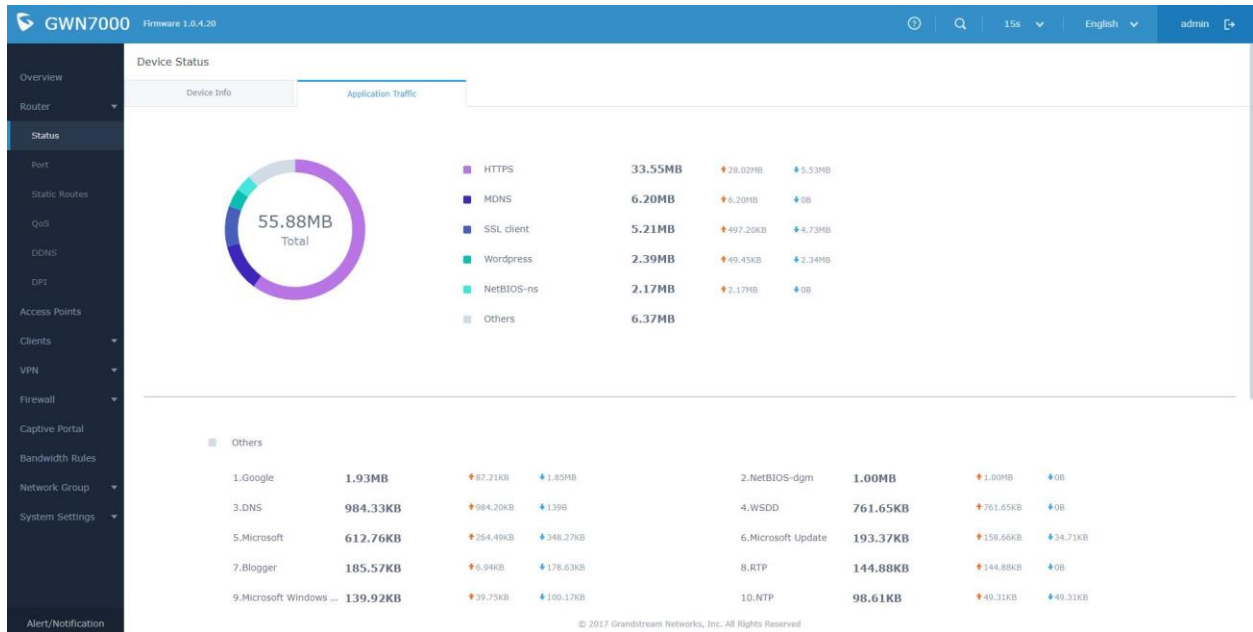 GWN7000 Firmware 1.0.4.20 15s English admin
Overview
Router
Status
Port
Static Routes
QoS
DDNS
DPI
Access Points
Clients
VPN
Firewall
Captive Portal
Bandwidth Rules
Network Group
System Settings
Alert/Notification
Device Status
Device Info Application Traffic
55.88MB
Total
HTTPS 33.55MB 28.02MB 5.53MB
MDNS 6.20MB 6.20MB 0B
SSL client 5.21MB 497.20KB 4.73MB
Wordpress 2.39MB 49.45KB 2.34MB
NetBIOS-ns 2.17MB 2.17MB 0B
Others 6.37MB
Others
1.Google 1.93MB 87.21KB 1.85MB 2.NetBIOS-dgm 1.00MB 1.00MB 0B
3.DNS 984.33KB 984.20KB 139B 4.WSDD 761.65KB 761.65KB 0B
5.Microsoft 612.76KB 264.49KB 348.27KB 6.Microsoft Update 193.37KB 158.66KB 34.71KB
7.Blogger 185.57KB 6.94KB 178.63KB 8.RTP 144.88KB 144.88KB 0B
9.Microsoft Windows ... 139.92KB 39.75KB 100.17KB 10.NTP 98.61KB 49.31KB 49.31KB
© 2017 Grandstream Networks, Inc. All Rights Reserved